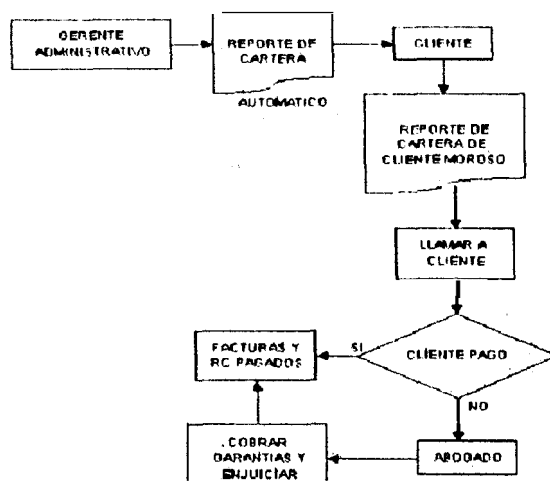 GERENTE
ADMINISTRATIVO
REPORTE DE
CARTERA
AUTOMATICO
CLIENTE
REPORTE DE
CARTERA DE
CLIENTE MOROSO
LLAMAR A
CLIENTE
CLIENTE PAGO
SI
FACTURAS Y
RC PAGADOS
NO
ABOGADO
COBRAR
GARANTIAS Y
ENJUICIAR